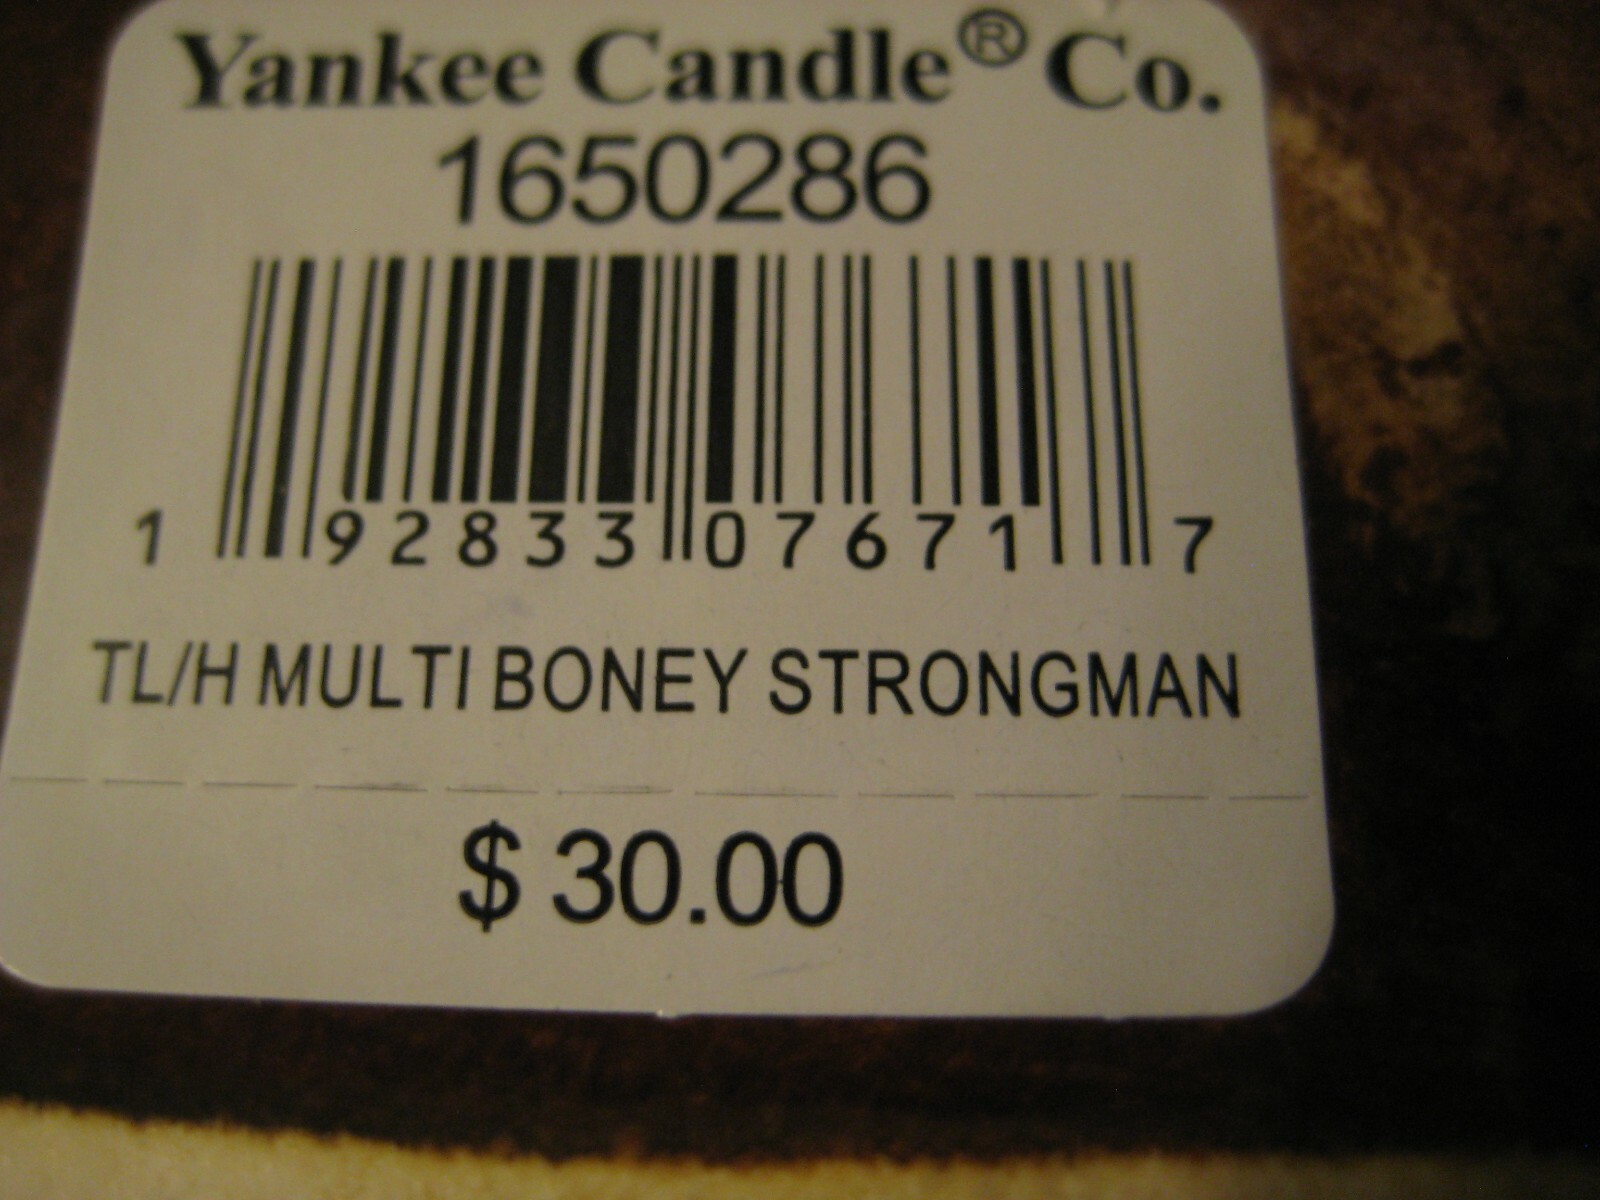 Yankee Candle® Co.
1650286
1 92833 07671 7
TL/H MULTI BONEY STRONGMAN
$ 30.00